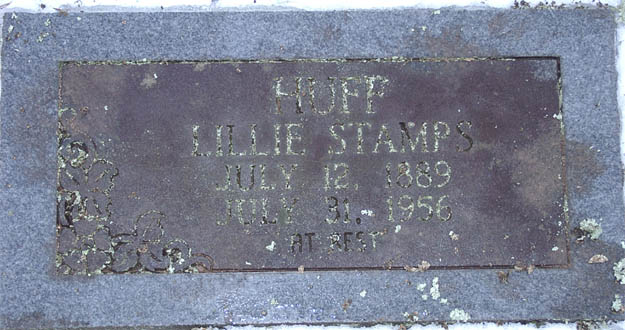 HUFF
LILLIE STAMPS
JULY 12, 1889
JULY 31, 1956
"AT REST"